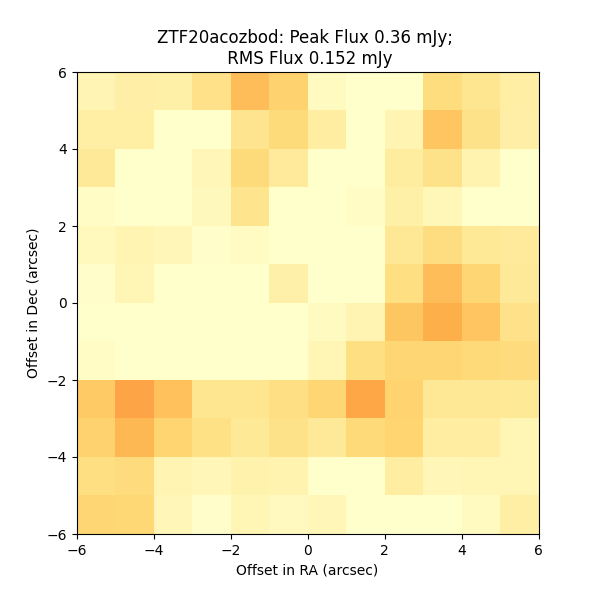 ZTF20acozbod: Peak Flux 0.36 mJy;
RMS Flux 0.152 mJy
6
4
2
0
−2
−4
−6
Offset in Dec (arcsec)
−6 −4 −2 0 2 4 6
Offset in RA (arcsec)